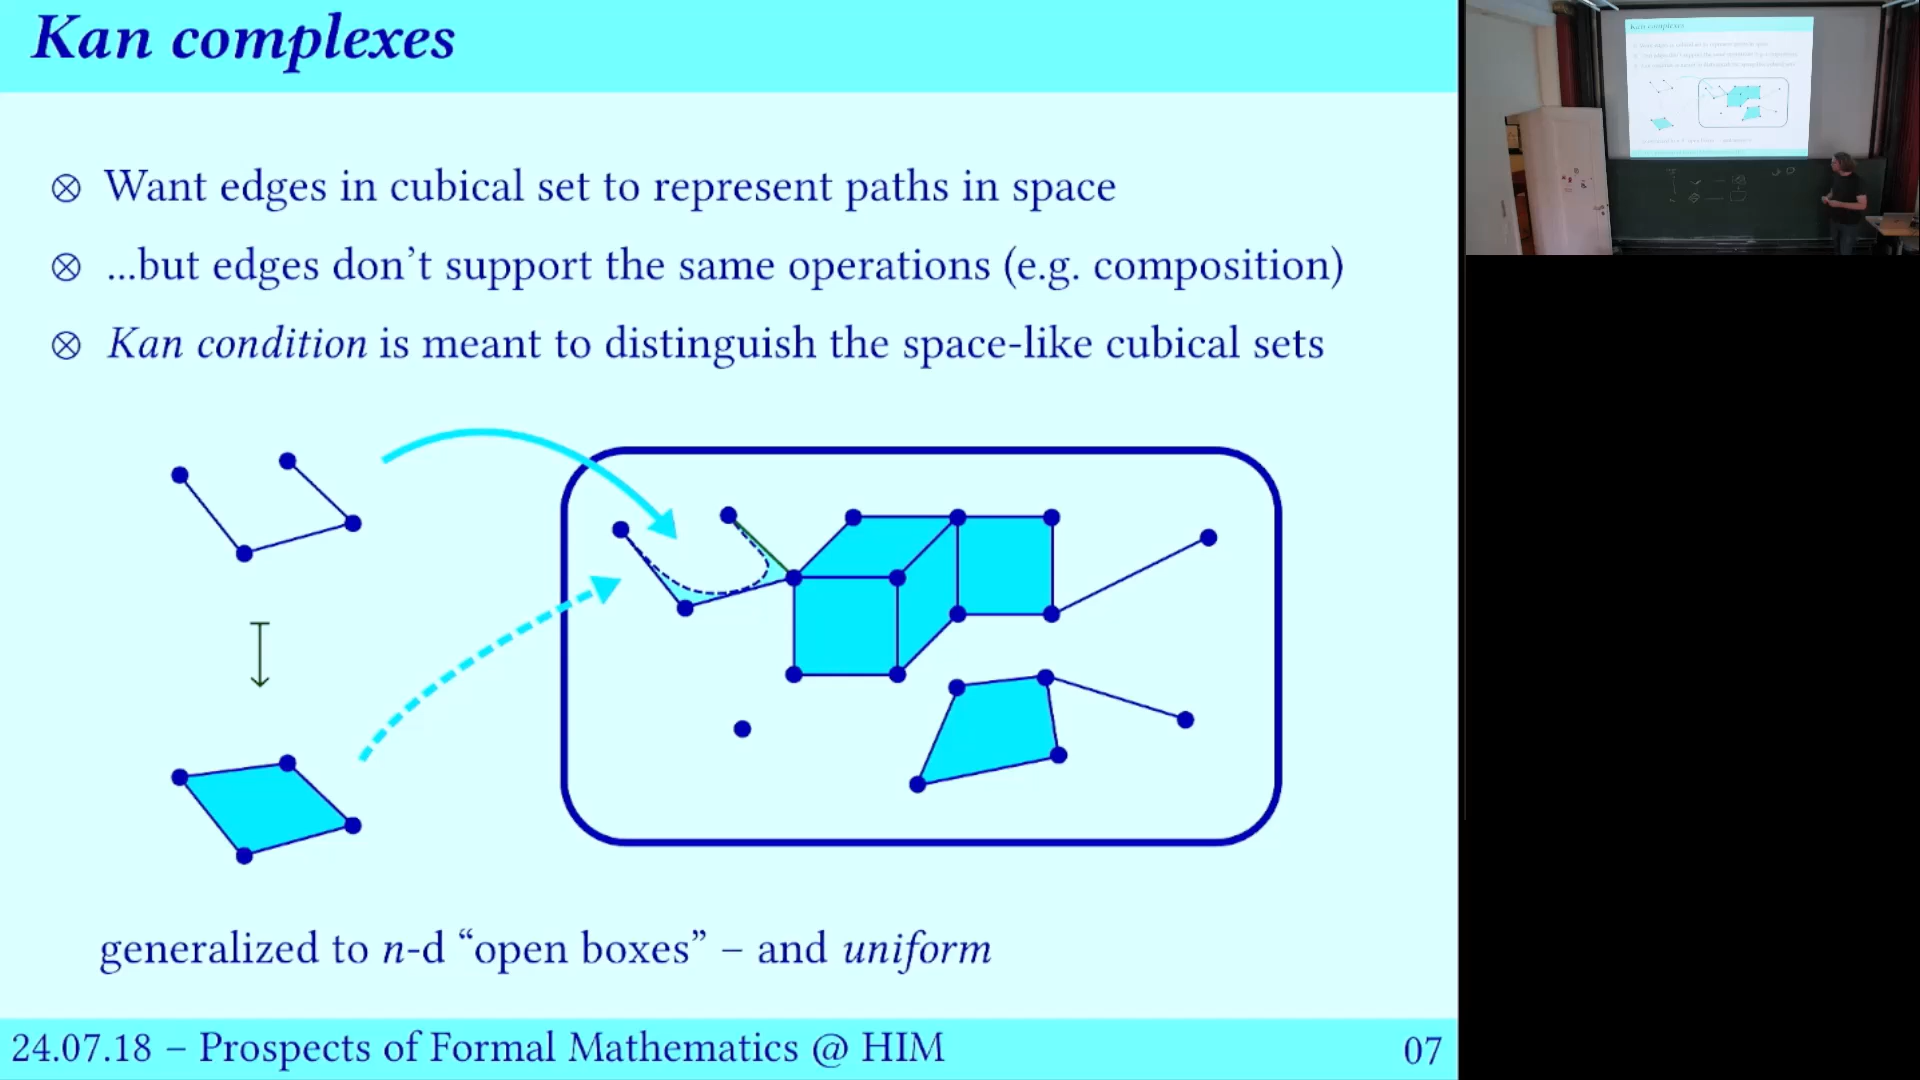 Kan complexes
⊗ Want edges in cubical set to represent paths in space
⊗ ...but edges don't support the same operations (e.g. composition)
⊗ Kan condition is meant to distinguish the space-like cubical sets
generalized to n-d “open boxes” – and uniform
24.07.18 – Prospects of Formal Mathematics @ HIM
07
Kan complexes